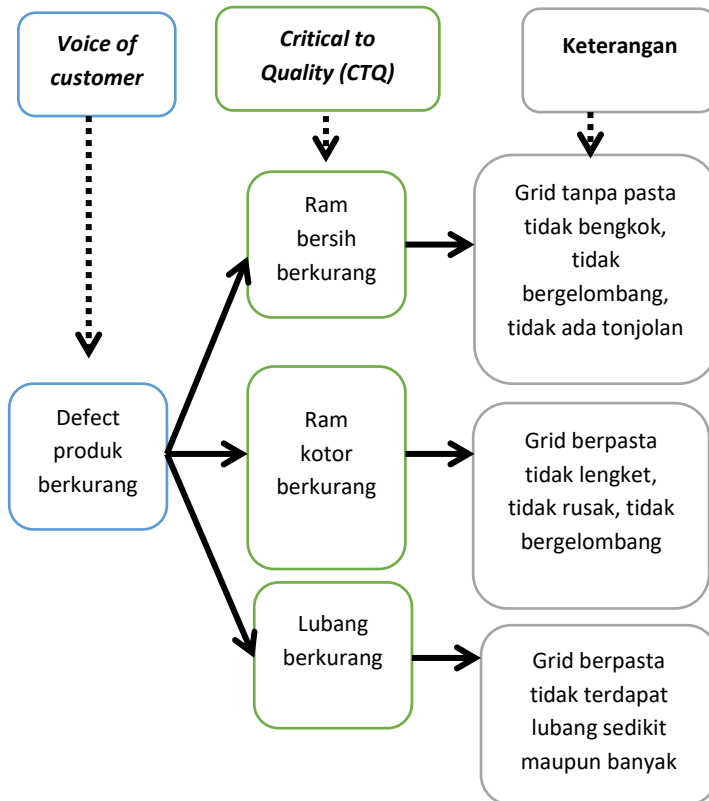 Voice of
customer
Critical to
Quality (CTQ)
Keterangan
Ram
bersih
berkurang
Grid tanpa pasta
tidak bengkok,
tidak
bergelombang,
tidak ada tonjolan
Defect
produk
berkurang
Ram
kotor
berkurang
Grid berpasta
tidak lengket,
tidak rusak, tidak
bergelombang
Lubang
berkurang
Grid berpasta
tidak terdapat
lubang sedikit
maupun banyak